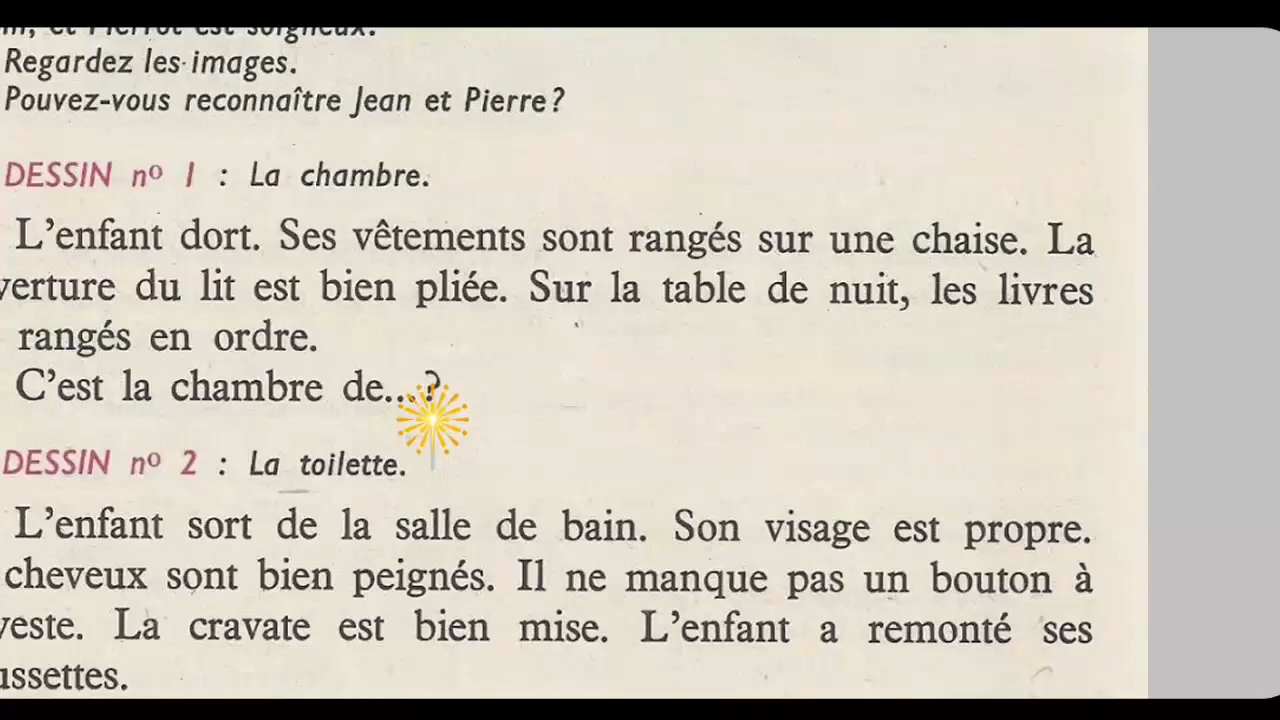 et Pierrot est soigneux.
Regardez les images.
Pouvez-vous reconnaître Jean et Pierre?
DESSIN nº 1 : La chambre.
L'enfant dort. Ses vêtements sont rangés sur une chaise. La
verture du lit est bien pliée. Sur la table de nuit, les livres
rangés en ordre.
C'est la chambre de...?
DESSIN nº 2 : La toilette.
L'enfant sort de la salle de bain. Son visage est propre.
cheveux sont bien peignés. Il ne manque pas un bouton à
veste. La cravate est bien mise. L'enfant a remonté ses
ussettes.